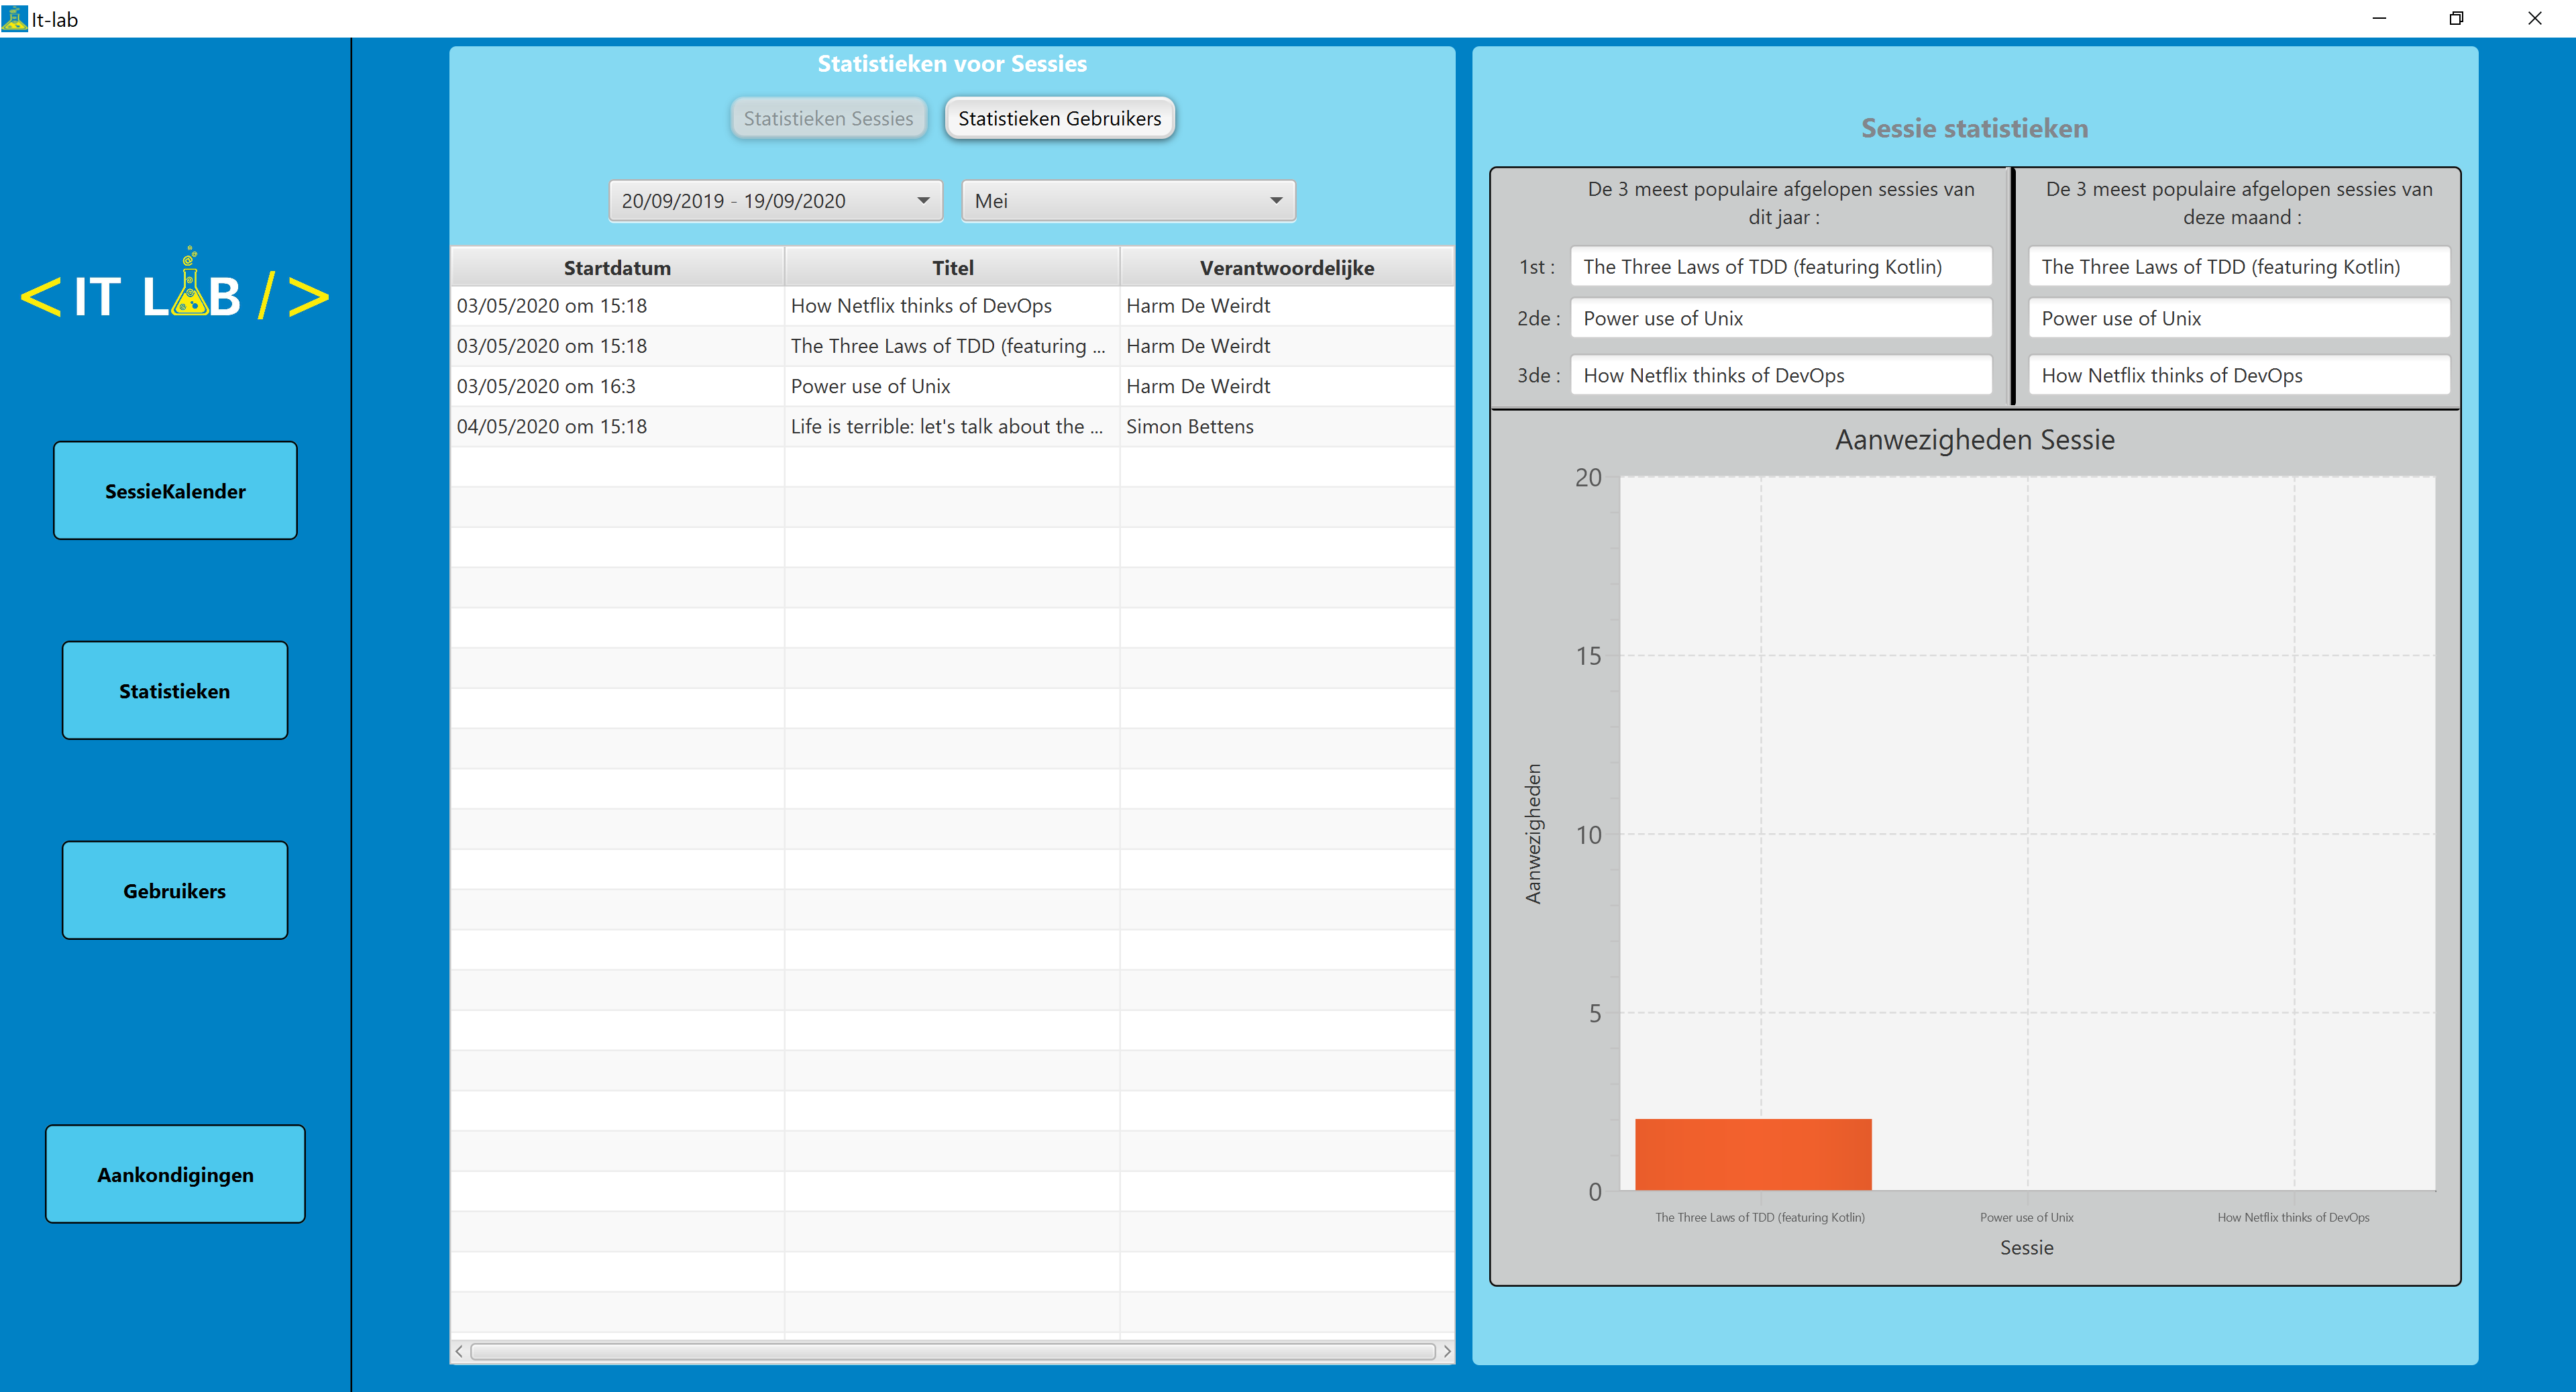 It-lab
< IT LAB />
SessieKalender
Statistieken
Gebruikers
Aankondigingen
Statistieken voor Sessies
Statistieken Sessies
Statistieken Gebruikers
20/09/2019 - 19/09/2020
Mei
Startdatum Titel Verantwoordelijke
03/05/2020 om 15:18 How Netflix thinks of DevOps Harm De Weirdt
03/05/2020 om 15:18 The Three Laws of TDD (featuring ... Harm De Weirdt
03/05/2020 om 16:3 Power use of Unix Harm De Weirdt
04/05/2020 om 15:18 Life is terrible: let's talk about the ... Simon Bettens
Sessie statistieken
De 3 meest populaire afgelopen sessies van
dit jaar :
De 3 meest populaire afgelopen sessies van
deze maand :
1st : The Three Laws of TDD (featuring Kotlin) The Three Laws of TDD (featuring Kotlin)
2de : Power use of Unix Power use of Unix
3de : How Netflix thinks of DevOps How Netflix thinks of DevOps
Aanwezigheden Sessie
20
15
10
5
0
Aanwezigheden
The Three Laws of TDD (featuring Kotlin) Power use of Unix How Netflix thinks of DevOps
Sessie